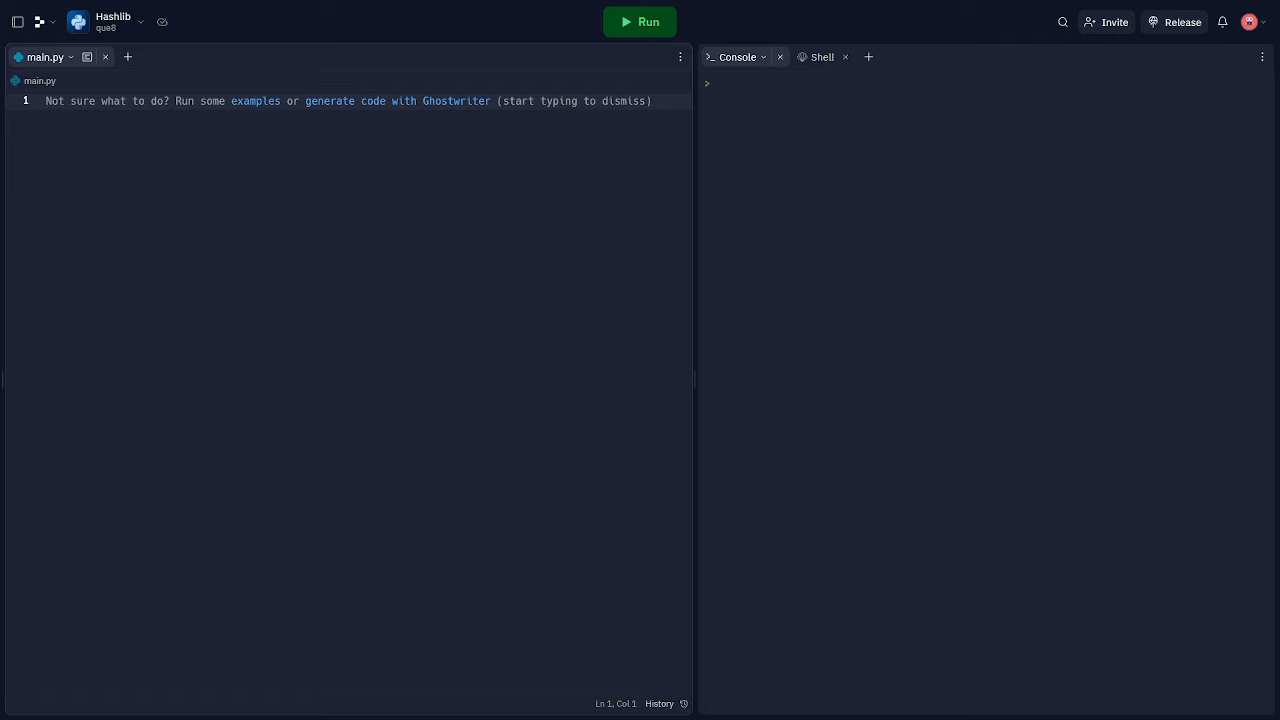 Hashlib
que8
Run
Invite
Release
main.py
Console
Shell
main.py
>
1 Not sure what to do? Run some examples or generate code with Ghostwriter (start typing to dismiss)
Ln 1, Col 1 History